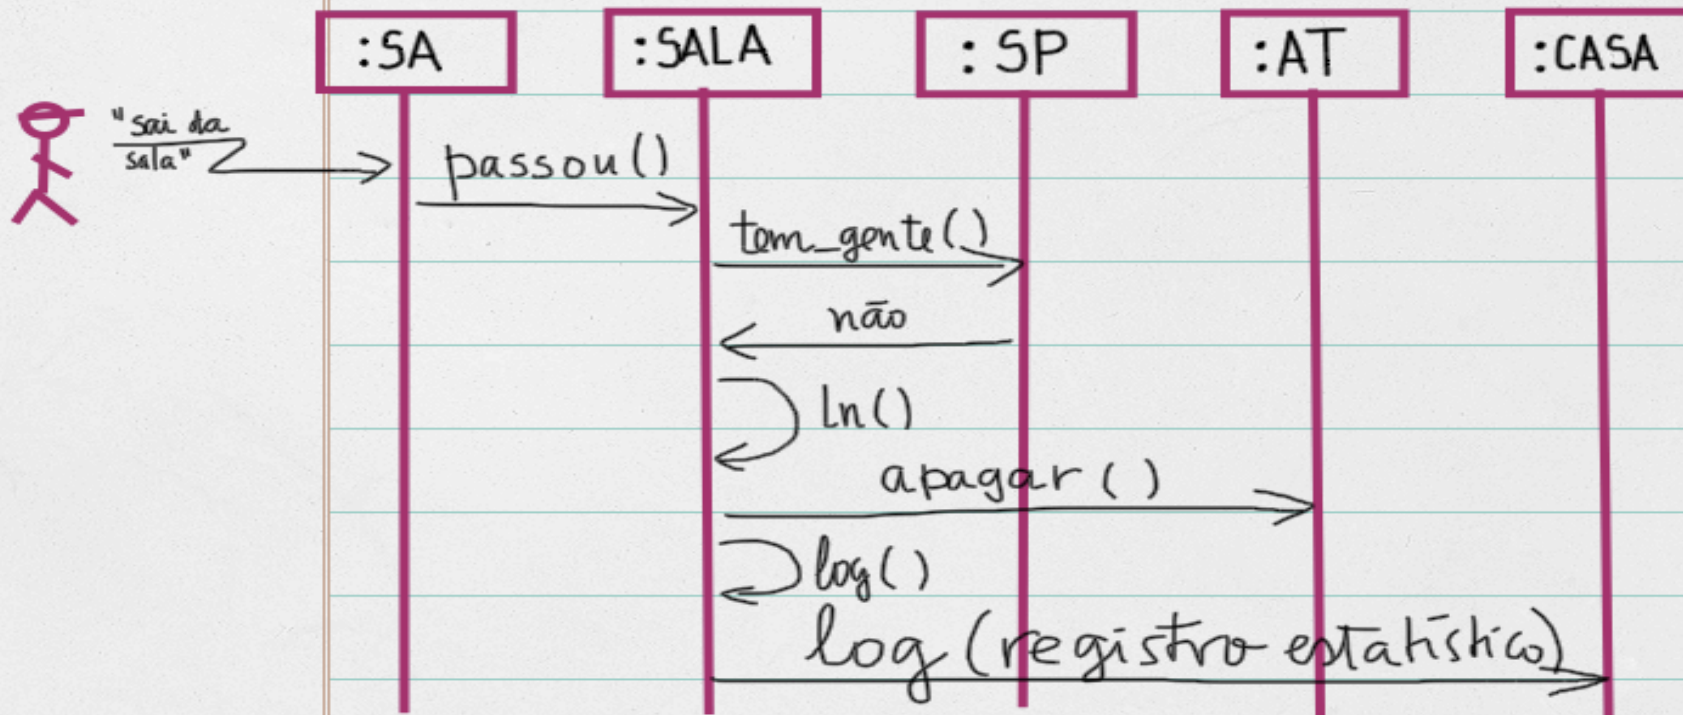 :SA
:SALA
: SP
:AT
:CASA
"sai da
sala"
passou()
tem_gente()
não
ln()
apagar()
log()
log(registro estatístico)